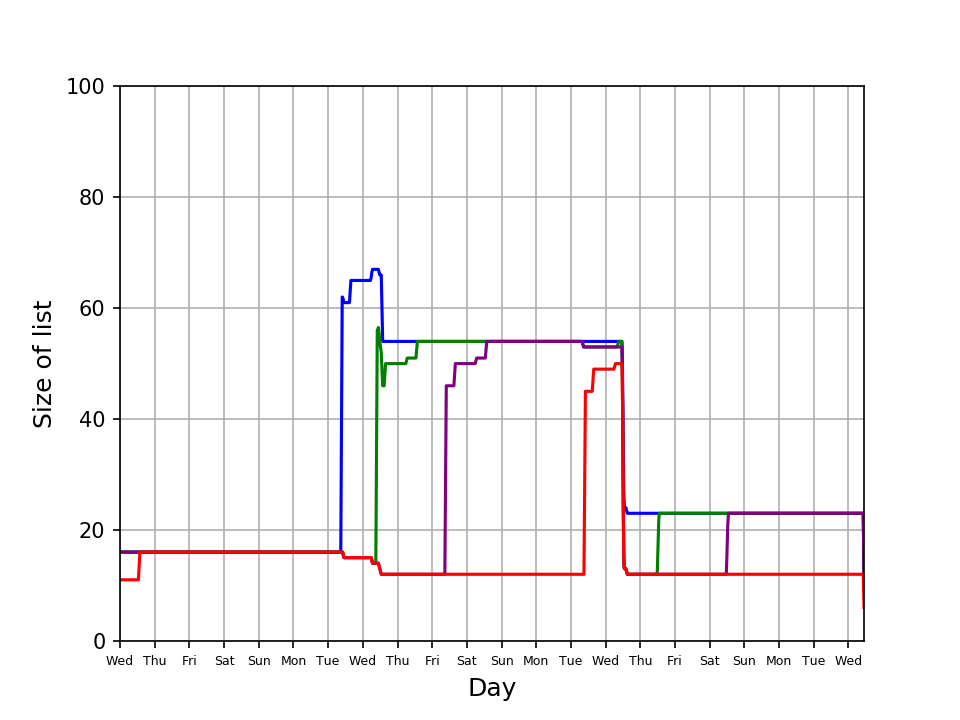 100
80
60
40
20
0
Size of list
Wed Thu Fri Sat Sun Mon Tue Wed Thu Fri Sat Sun Mon Tue Wed Thu Fri Sat Sun Mon Tue Wed
Day